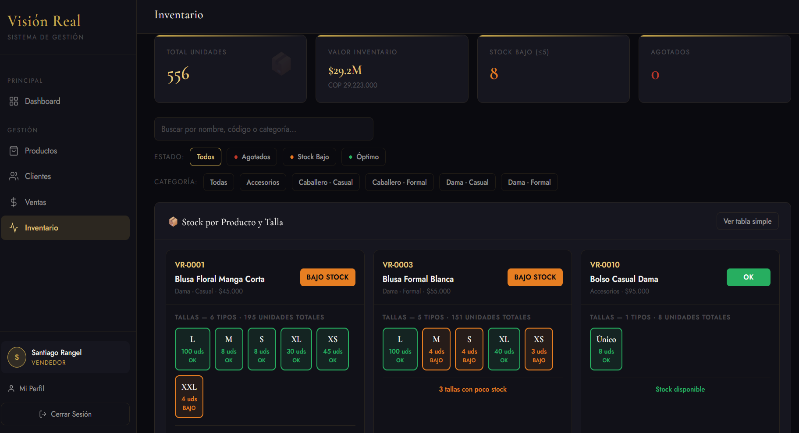 Visión Real
SISTEMA DE GESTIÓN
PRINCIPAL
Dashboard
GESTIÓN
Productos
Clientes
Ventas
Inventario
S
Santiago Rangel
VENDEDOR
Mi Perfil
Cerrar Sesión
Inventario
TOTAL UNIDADES
556
VALOR INVENTARIO
$29.2M
COP 29.223.000
STOCK BAJO (<5)
8
AGOTADOS
0
Buscar por nombre, código o categoría...
ESTADO: Todos Agotados Stock Bajo Óptimo
CATEGORÍA: Todas Accesorios Caballero · Casual Caballero · Formal Dama · Casual Dama · Formal
Stock por Producto y Talla
Ver tabla simple
VR-0001
Blusa Floral Manga Corta
Dama · Casual · $45.000
BAJO STOCK
TALLAS — 6 TIPOS · 195 UNIDADES TOTALES
L M S XL XS
100 uds 8 uds 8 uds 30 uds 45 uds
OK OK OK OK OK
XXL
4 uds
BAJO
VR-0003
Blusa Formal Blanca
Dama · Formal · $55.000
BAJO STOCK
TALLAS — 5 TIPOS · 151 UNIDADES TOTALES
L M S XL XS
100 uds 4 uds 4 uds 40 uds 3 uds
OK BAJO BAJO OK BAJO
3 tallas con poco stock
VR-0010
Bolso Casual Dama
Accesorios · $95.000
OK
TALLAS — 1 TIPOS · 8 UNIDADES TOTALES
Único
8 uds
OK
Stock disponible